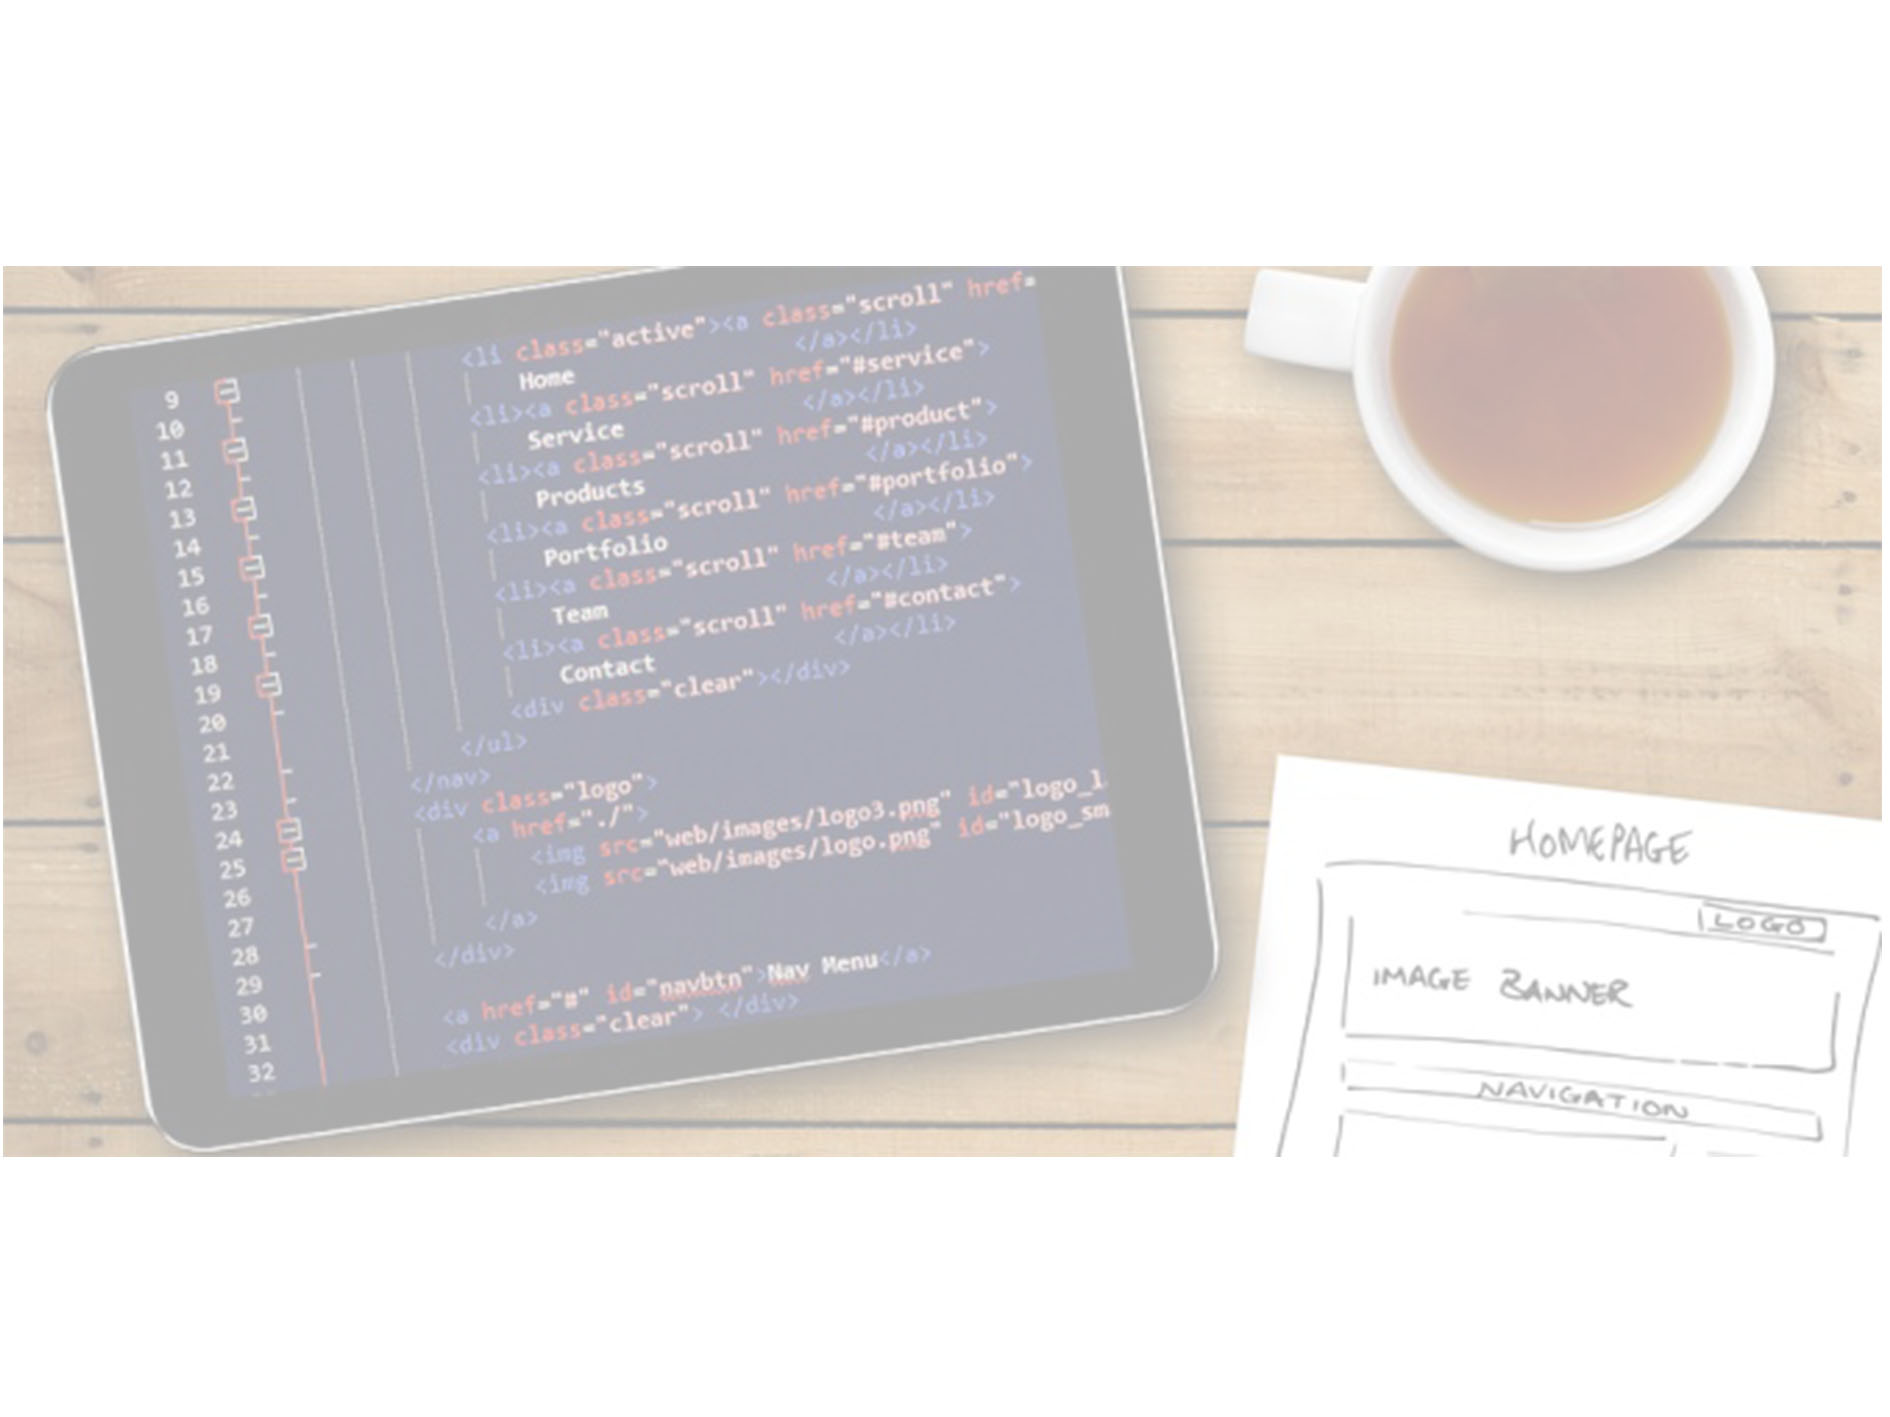 <li class="active"><a class="scroll" href=
Home </a></li>
<li><a class="scroll" href="#service">
Service </a></li>
<li><a class="scroll" href="#product">
Products </a></li>
<li><a class="scroll" href="#portfolio">
Portfolio </a></li>
<li><a class="scroll" href="#team">
Team </a></li>
<li><a class="scroll" href="#contact">
Contact </a></li>
<div class="clear"></div>
</ul>
</nav>
<div class="logo">
<a href="./">
<img src="web/images/logo3.png" id="logo_l
<img src="web/images/logo.png" id="logo_sm
</a>
</div>
<a href="#" id="navbtn">Nav Menu</a>
<div class="clear"> </div>
9
10
11
12
13
14
15
16
17
18
19
20
21
22
23
24
25
26
27
28
29
30
31
32
HOMEPAGE
LOGO
IMAGE BANNER
NAVIGATION